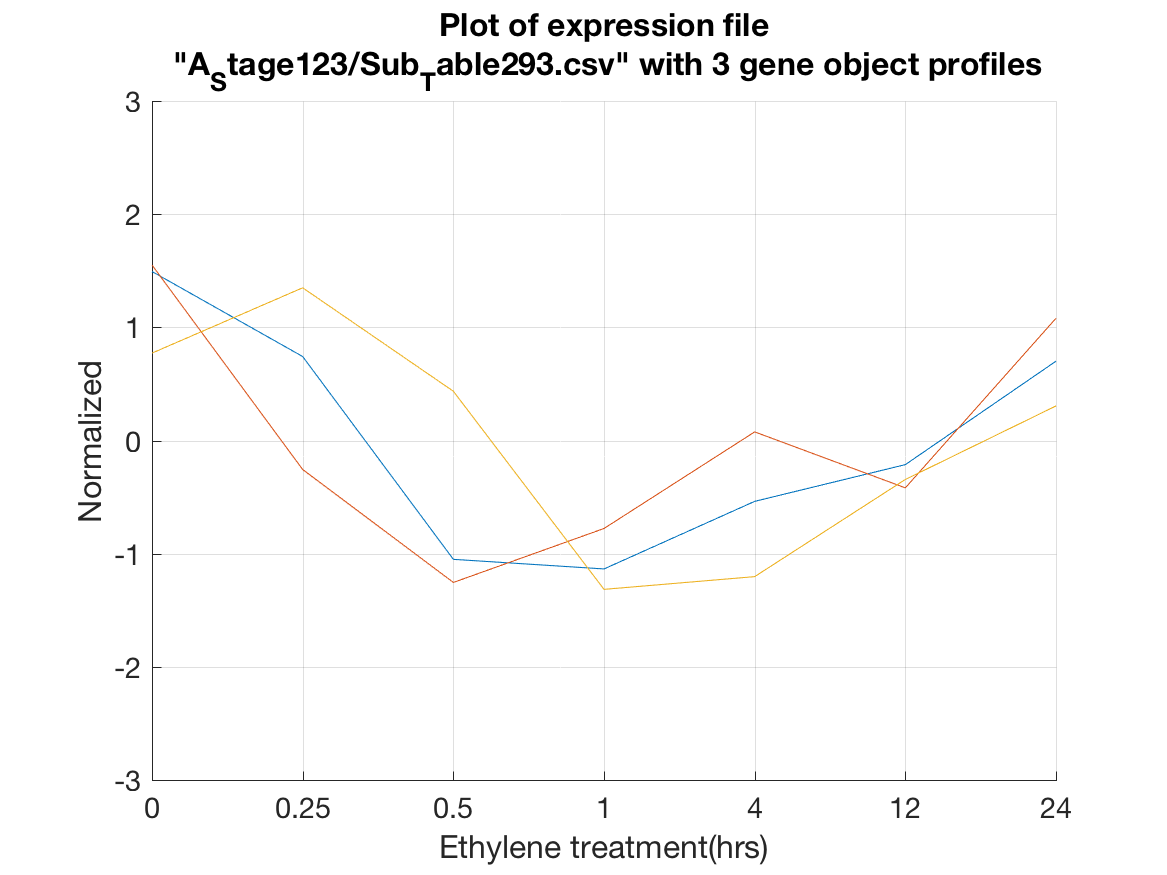 Plot of expression file
"A_Stage123/Sub_Table293.csv" with 3 gene object profiles
3
2
1
0
-1
-2
-3
Normalized
0 0.25 0.5 1 4 12 24
Ethylene treatment(hrs)